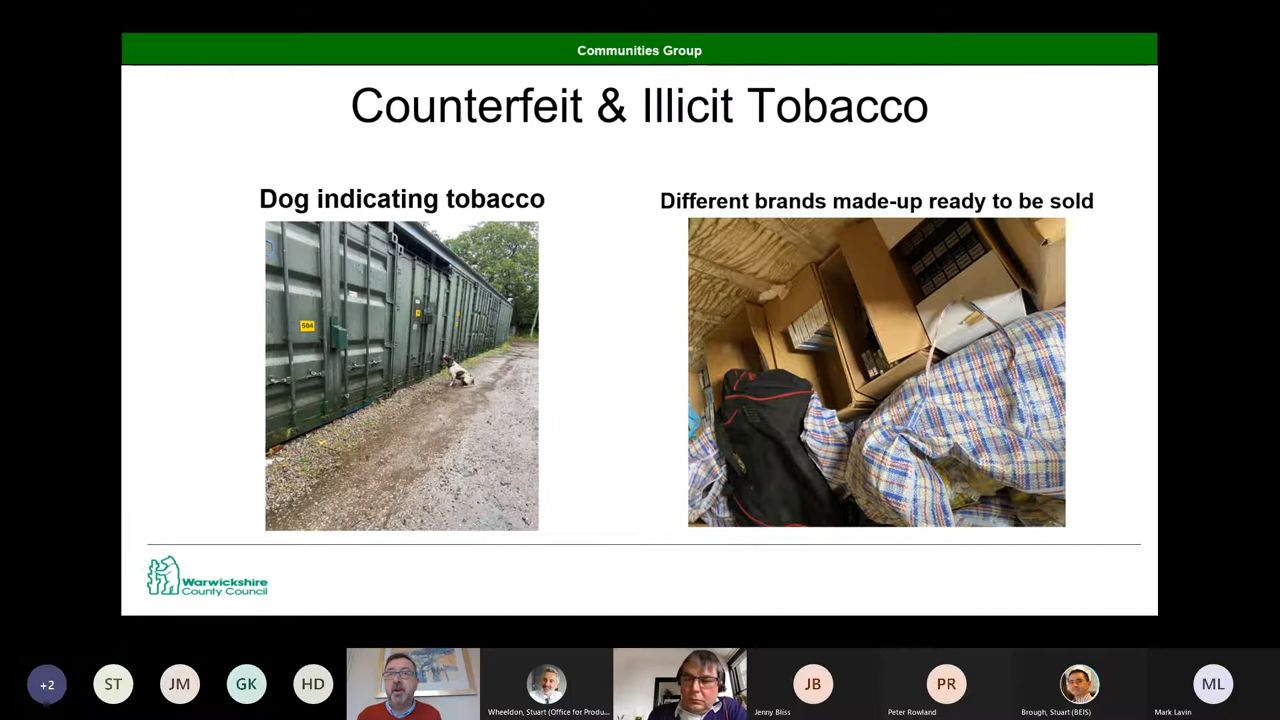 Communities Group
Counterfeit & Illicit Tobacco
Dog indicating tobacco
Different brands made-up ready to be sold
504
Warwickshire
County Council
+2
ST
JM
GK
HD
Wheeldon, Stuart (Office for Produ...
JB
Jenny Bliss
PR
Peter Rowland
Brough, Stuart (BEIS)
ML
Mark Lavin